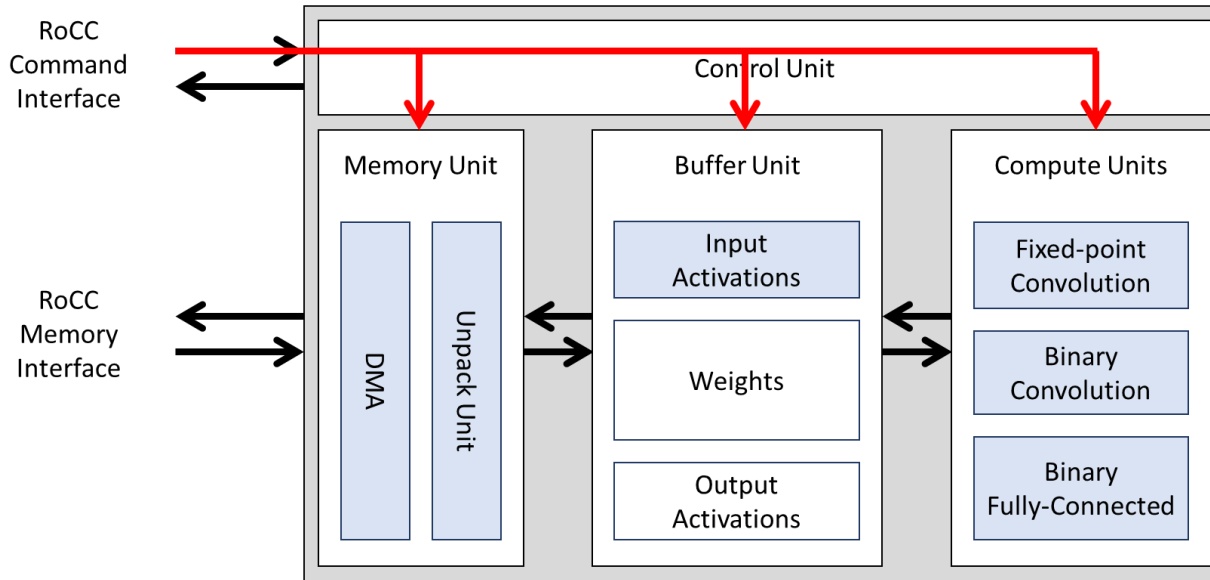 RoCC
Command
Interface
Control Unit
Memory Unit
Buffer Unit
Compute Units
RoCC
Memory
Interface
DMA
Unpack Unit
Input
Activations
Weights
Output
Activations
Fixed-point
Convolution
Binary
Convolution
Binary
Fully-Connected